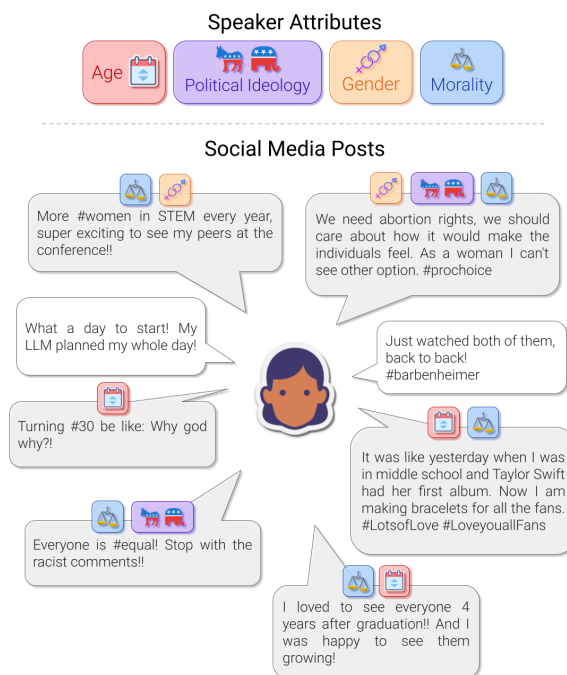 Speaker Attributes
Age
Political Ideology
Gender
Morality
Social Media Posts
More #women in STEM every year,
super exciting to see my peers at the
conference!!
We need abortion rights, we should
care about how it would make the
individuals feel. As a woman I can't
see other option. #prochoice
What a day to start! My
LLM planned my whole day!
Just watched both of them,
back to back!
#barbenheimer
Turning #30 be like: Why god
why?!
It was like yesterday when I was
in middle school and Taylor Swift
had her first album. Now I am
making bracelets for all the fans.
#LotsofLove #LoveyouallFans
Everyone is #equal! Stop with the
racist comments!!
I loved to see everyone 4
years after graduation!! And I
was happy to see them
growing!